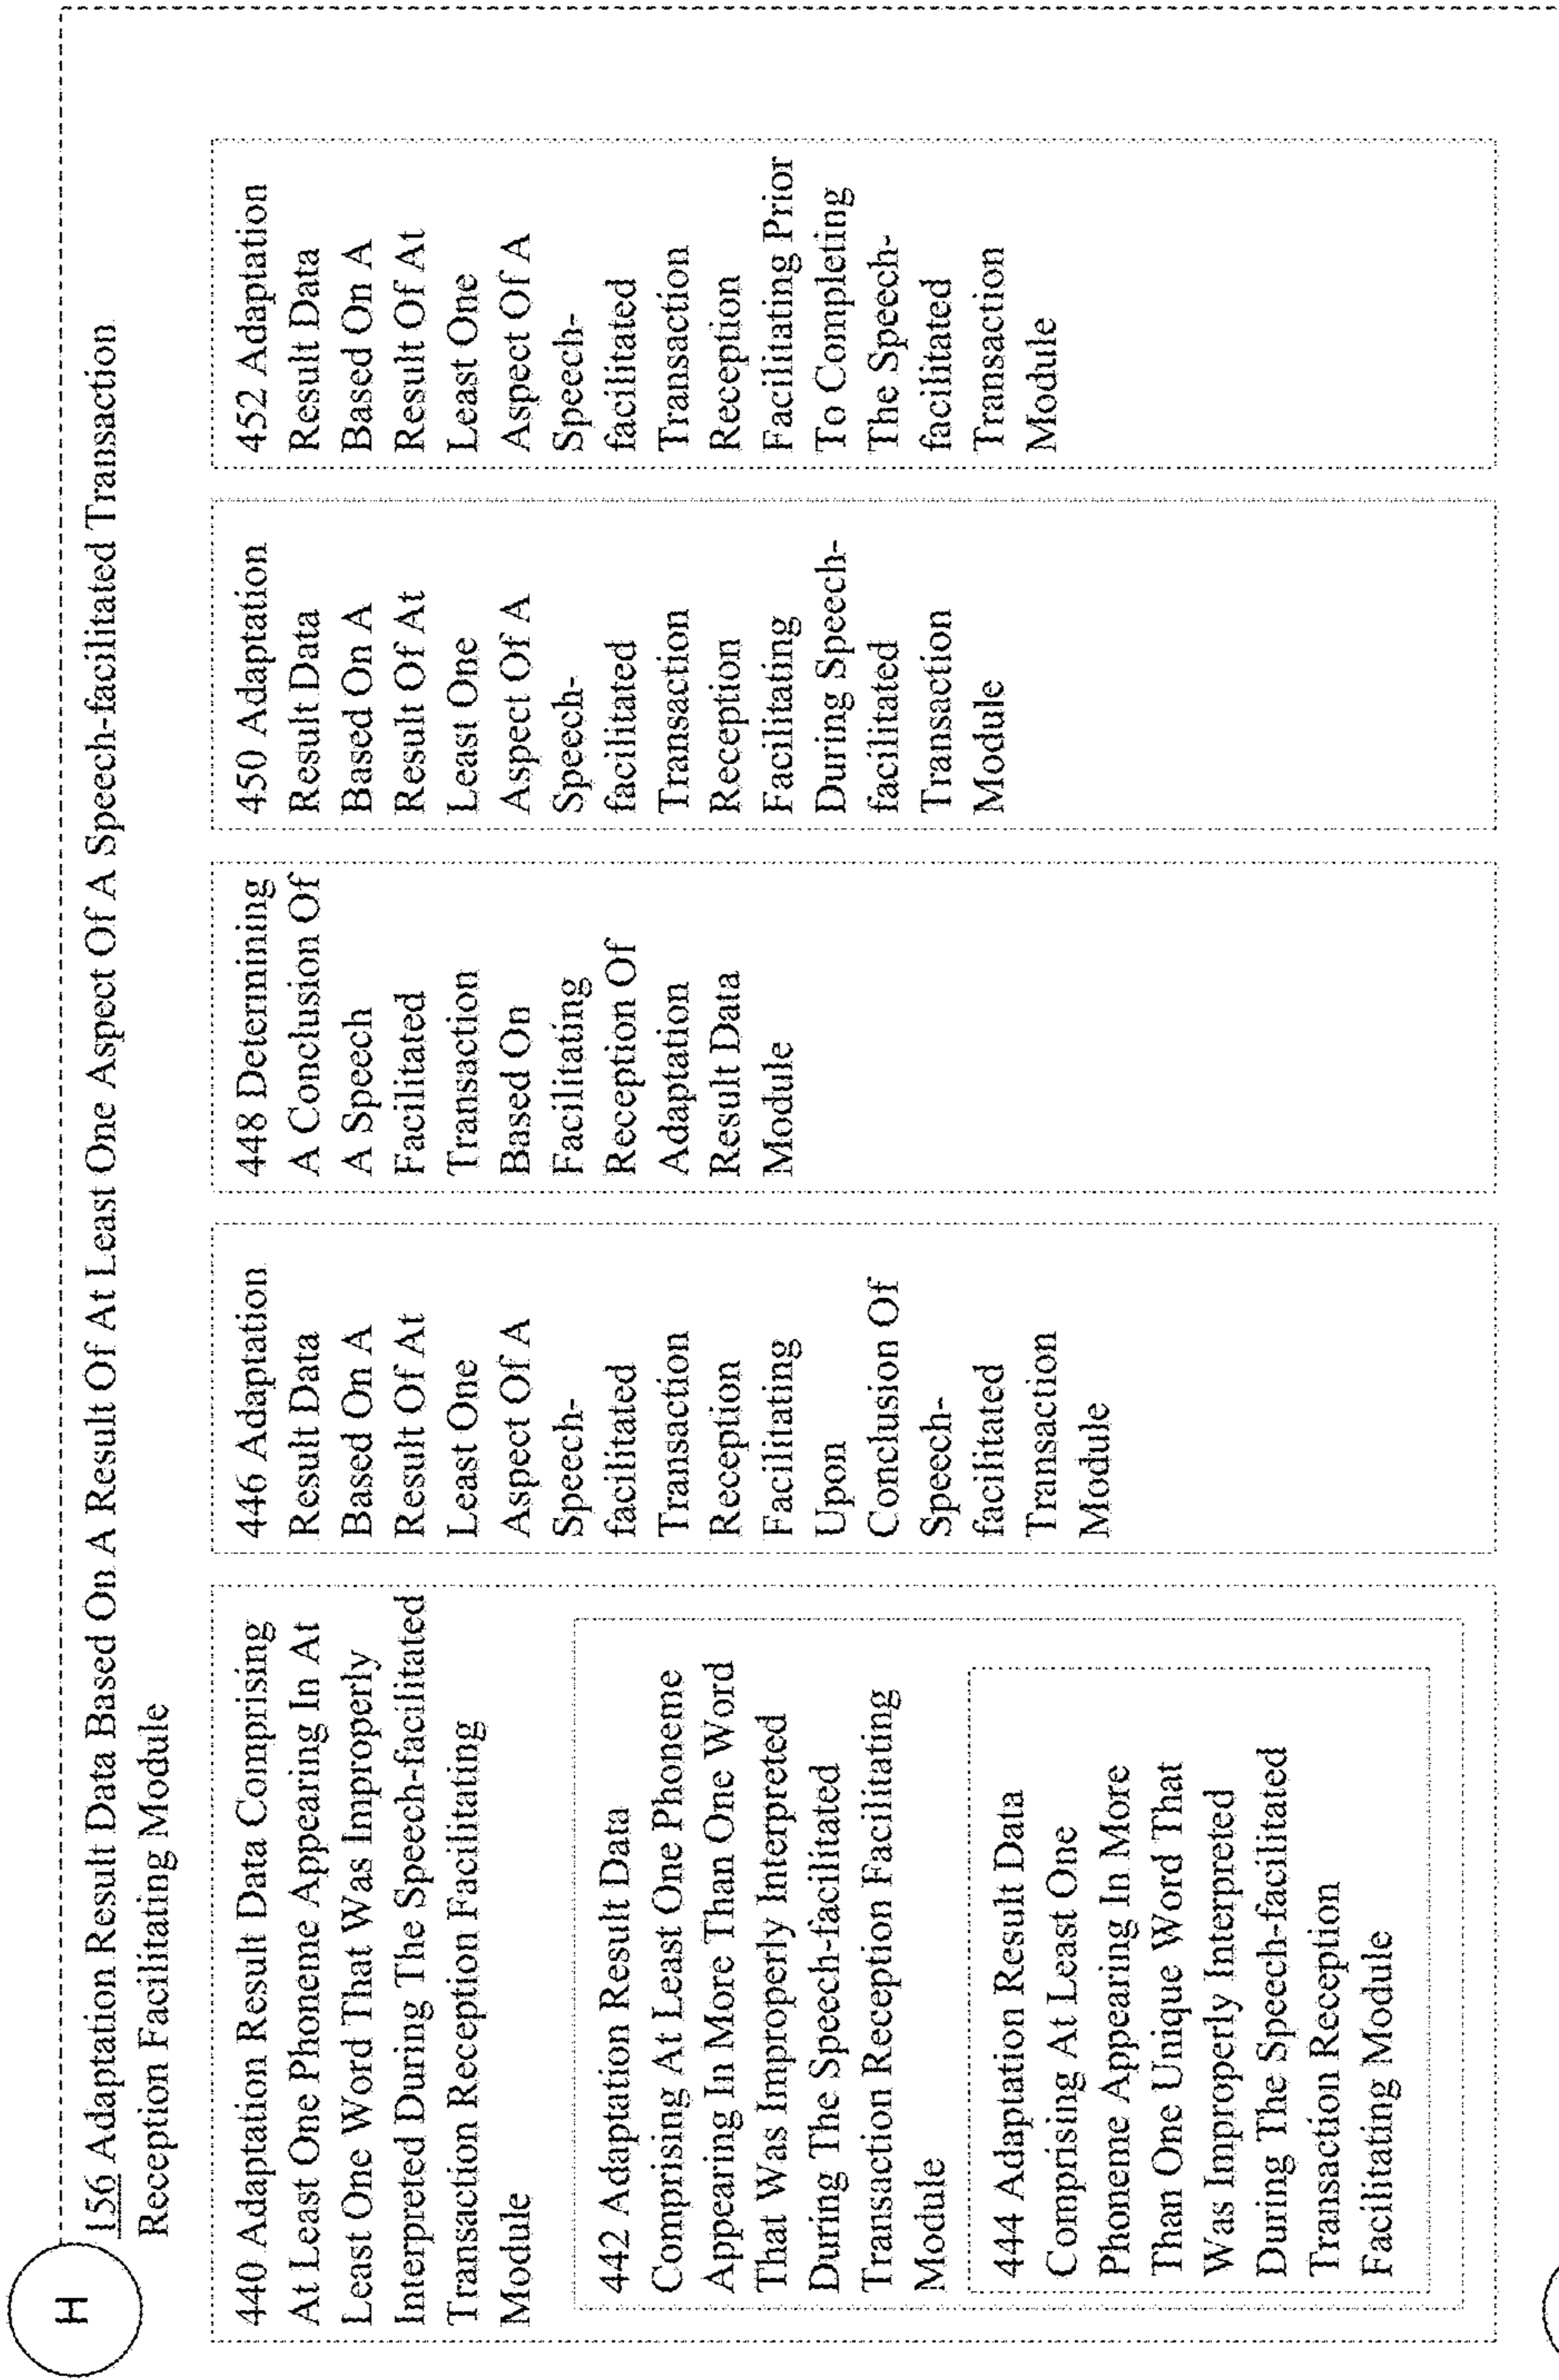 H
156 Adaptation Result Data Based On A Result Of At Least One Aspect Of A Speech-facilitated Transaction
Reception Facilitating Module
440 Adaptation Result Data Comprising
At Least One Phoneme Appearing In At
Least One Word That Was Improperly
Interpreted During The Speech-facilitated
Transaction Reception Facilitating
Module
442 Adaptation Result Data
Comprising At Least One Phoneme
Appearing In More Than One Word
That Was Improperly Interpreted
During The Speech-facilitated
Transaction Reception Facilitating
Module
444 Adaptation Result Data
Comprising At Least One
Phoneme Appearing In More
Than One Unique Word That
Was Improperly Interpreted
During The Speech-facilitated
Transaction Reception
Facilitating Module
446 Adaptation
Result Data
Based On A
Result Of At
Least One
Aspect Of A
Speech-
facilitated
Transaction
Reception
Facilitating
Upon
Conclusion Of
Speech-
facilitated
Transaction
Module
448 Determining
A Conclusion Of
A Speech
Facilitated
Transaction
Based On
Facilitating
Reception Of
Adaptation
Result Data
Module
450 Adaptation
Result Data
Based On A
Result Of At
Least One
Aspect Of A
Speech-
facilitated
Transaction
Reception
Facilitating
During Speech-
facilitated
Transaction
Module
452 Adaptation
Result Data
Based On A
Result Of At
Least One
Aspect Of A
Speech-
facilitated
Transaction
Reception
Facilitating Prior
To Completing
The Speech-
facilitated
Transaction
Module